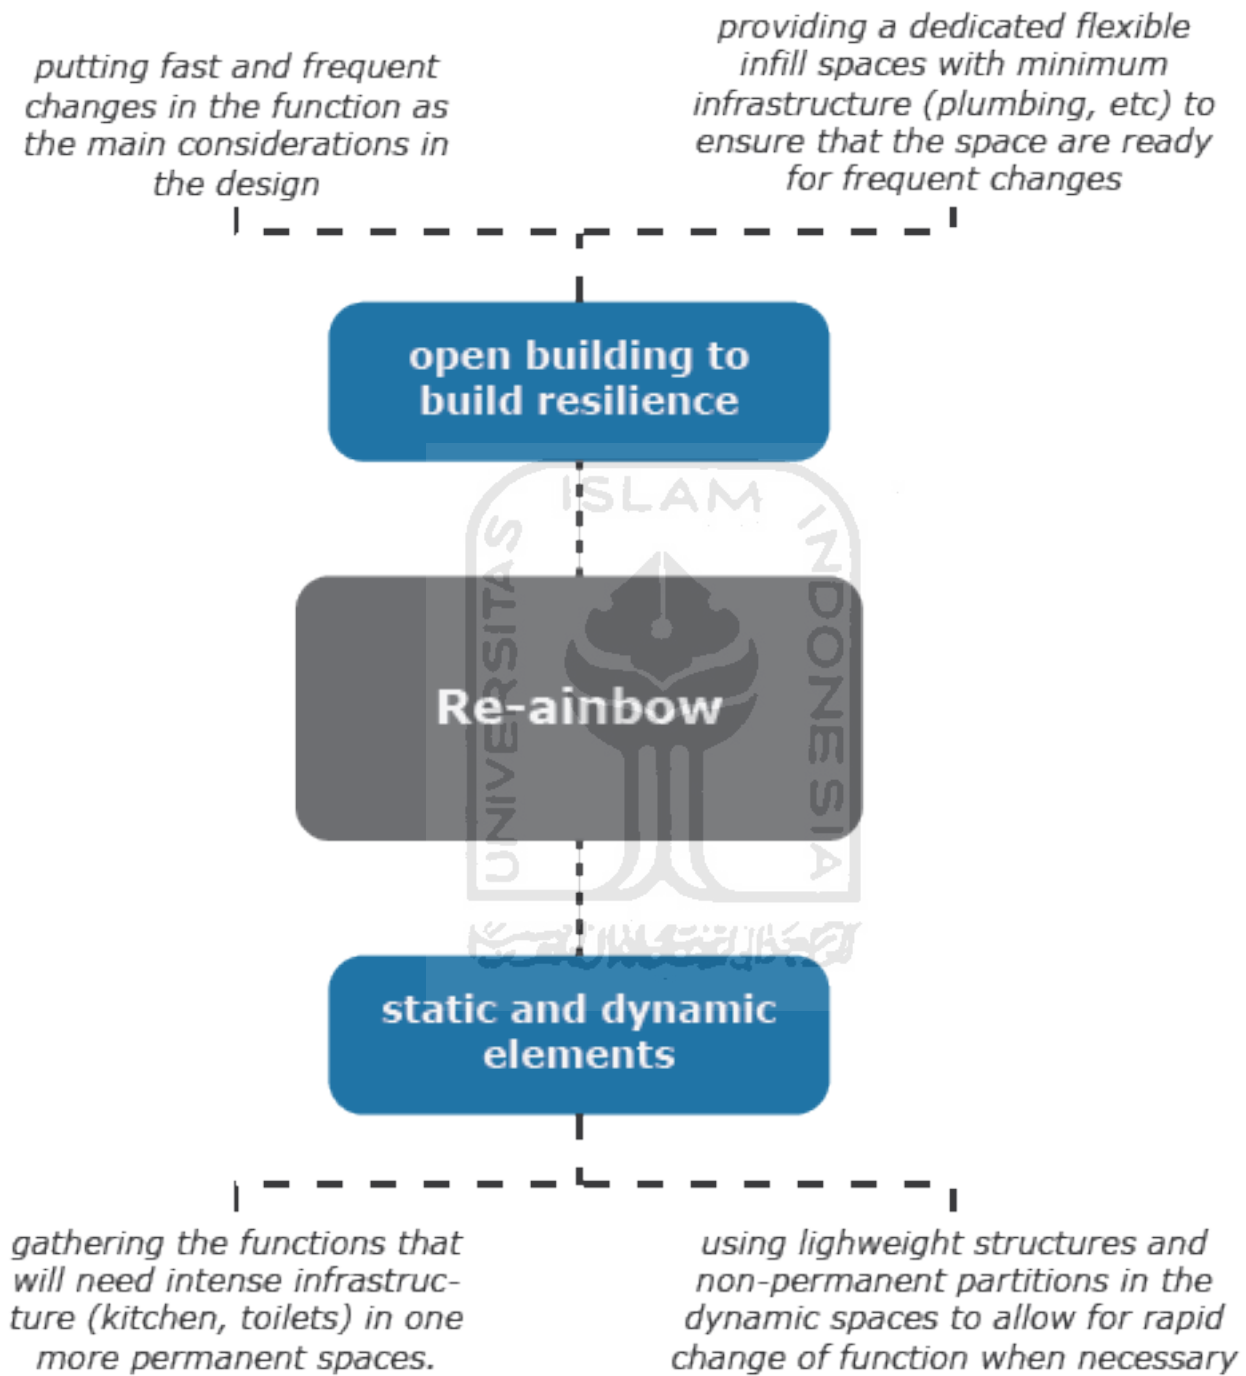 putting fast and frequent
changes in the function as
the main considerations in
the design
providing a dedicated flexible
infill spaces with minimum
infrastructure (plumbing, etc) to
ensure that the space are ready
for frequent changes
open building to
build resilience
ISLAM
UNIVERSITAS
INDONESIA
Re-ainbow
static and dynamic
elements
gathering the functions that
will need intense infrastruc-
ture (kitchen, toilets) in one
more permanent spaces.
using lighweight structures and
non-permanent partitions in the
dynamic spaces to allow for rapid
change of function when necessary